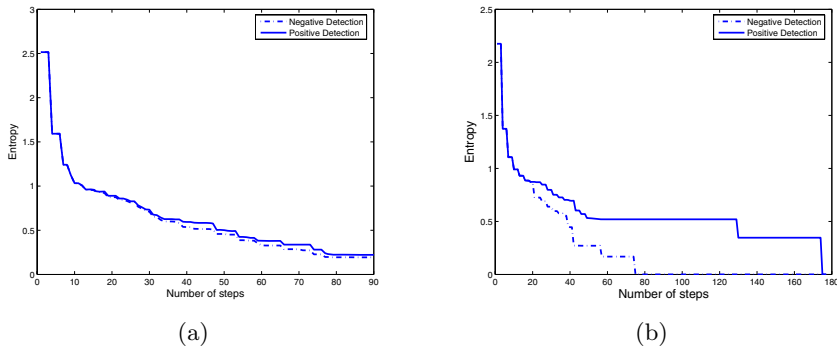 3
2.5
2
1.5
1
0.5
0
Entropy
0 10 20 30 40 50 60 70 80 90
Number of steps
Negative Detection
Positive Detection
(a)
2.5
2
1.5
1
0.5
0
Entropy
0 20 40 60 80 100 120 140 160 180
Number of steps
Negative Detection
Positive Detection
(b)